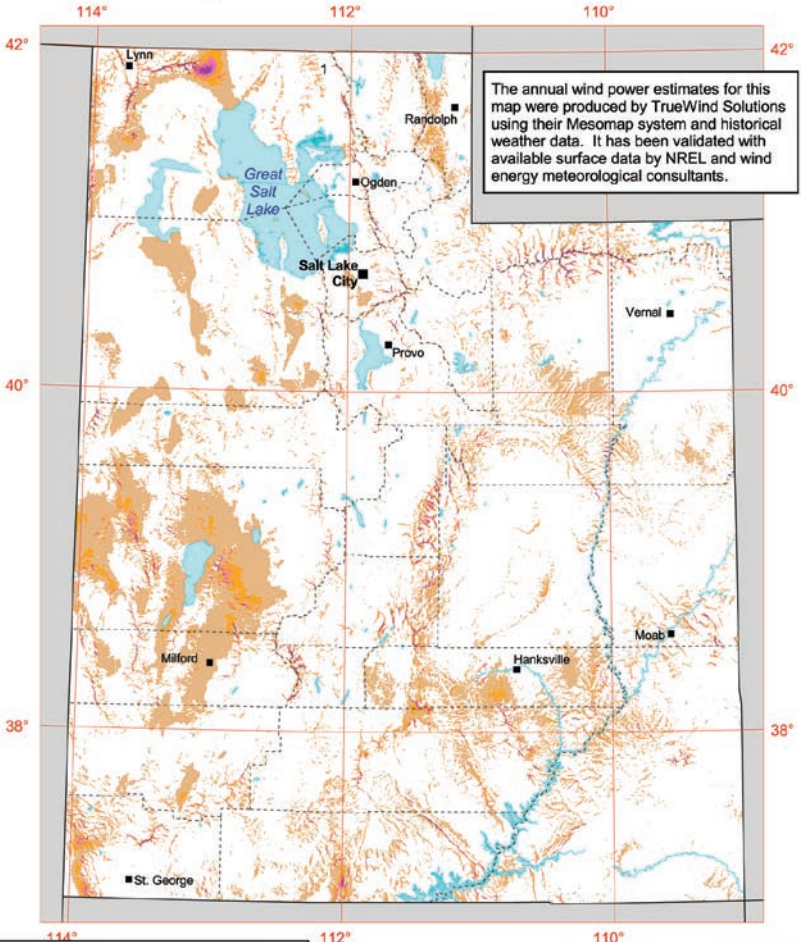 114°
112°
110°
42°
42°
Lynn
1
Randolph
The annual wind power estimates for this
map were produced by TrueWind Solutions
using their Mesomap system and historical
weather data. It has been validated with
available surface data by NREL and wind
energy meteorological consultants.
Great
Salt
Lake
Ogden
Salt Lake
City
Vernal
Provo
40°
40°
Milford
Moab
Hanksville
38°
38°
St. George
114°
112°
110°